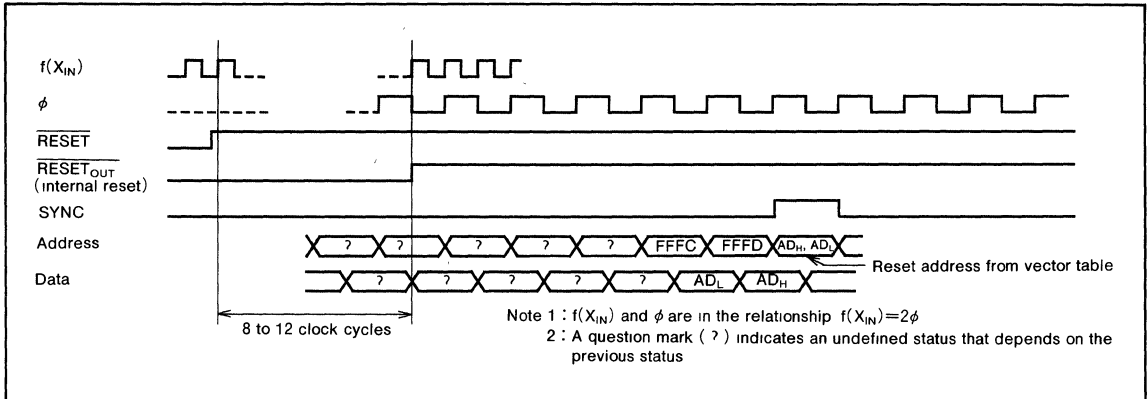 f(XIN)
φ
RESET
RESETOUT
(internal reset)
SYNC
Address
? ? ? ? ? FFFC FFFD ADH, ADL
Reset address from vector table
Data
? ? ? ? ? ADL ADH
8 to 12 clock cycles
Note 1 : f(XIN) and φ are in the relationship f(XIN)=2φ
2 : A question mark ( ? ) indicates an undefined status that depends on the
previous status